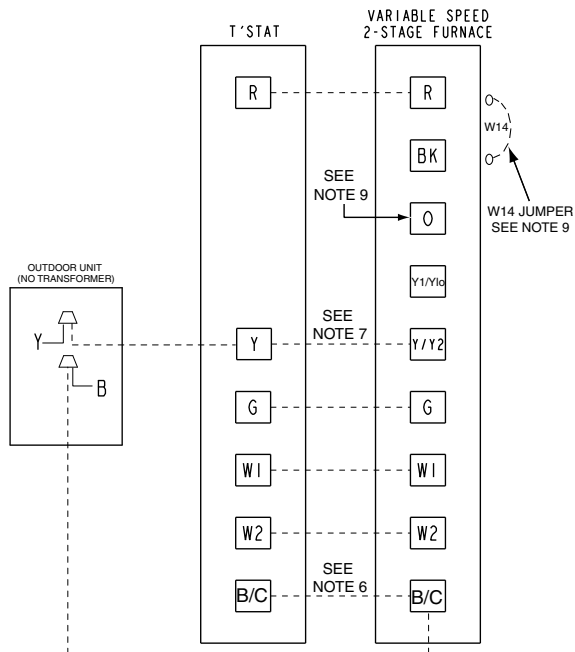 T'STAT
VARIABLE SPEED
2-STAGE FURNACE
R
R
W14
BK
SEE
NOTE 9
O
W14 JUMPER
SEE NOTE 9
OUTDOOR UNIT
(NO TRANSFORMER)
Y1/Ylo
Y
B
SEE
NOTE 7
Y
Y/Y2
G
G
W1
W1
W2
W2
SEE
NOTE 6
B/C
B/C